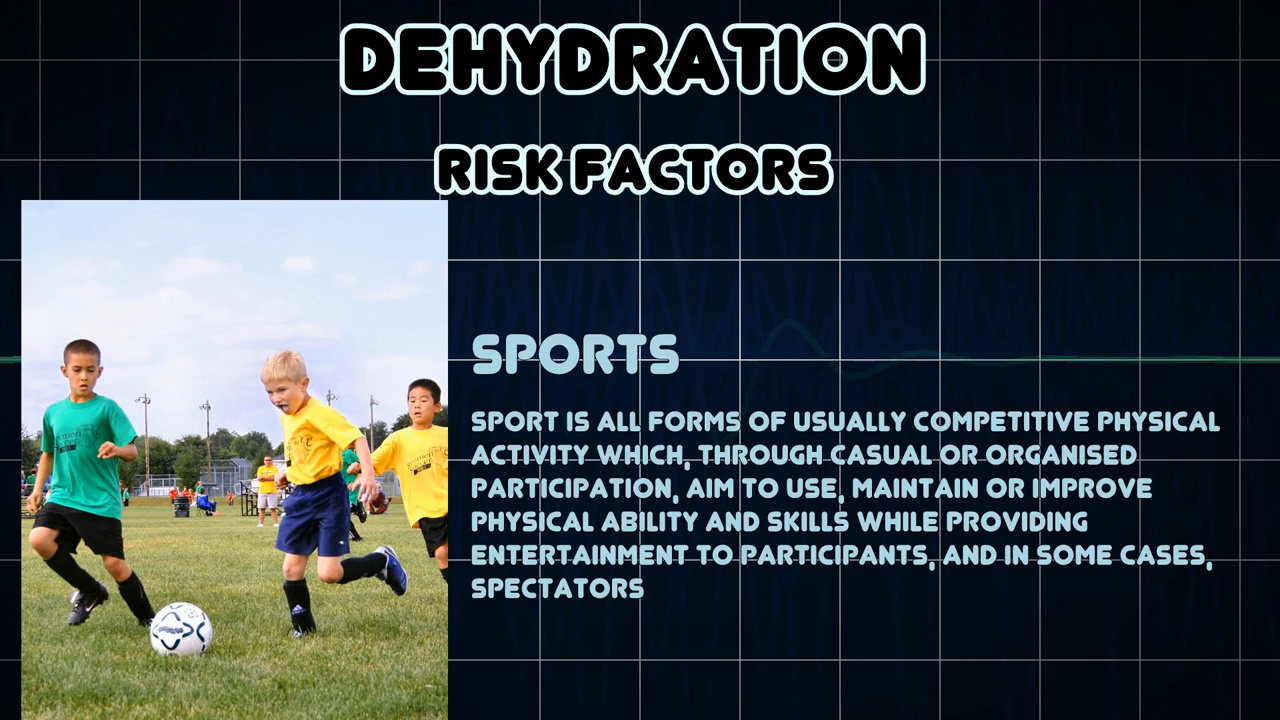 DEHYDRATION
RISK FACTORS
SPORTS
SPORT IS ALL FORMS OF USUALLY COMPETITIVE PHYSICAL
ACTIVITY WHICH, THROUGH CASUAL OR ORGANISED
PARTICIPATION, AIM TO USE, MAINTAIN OR IMPROVE
PHYSICAL ABILITY AND SKILLS WHILE PROVIDING
ENTERTAINMENT TO PARTICIPANTS, AND IN SOME CASES,
SPECTATORS